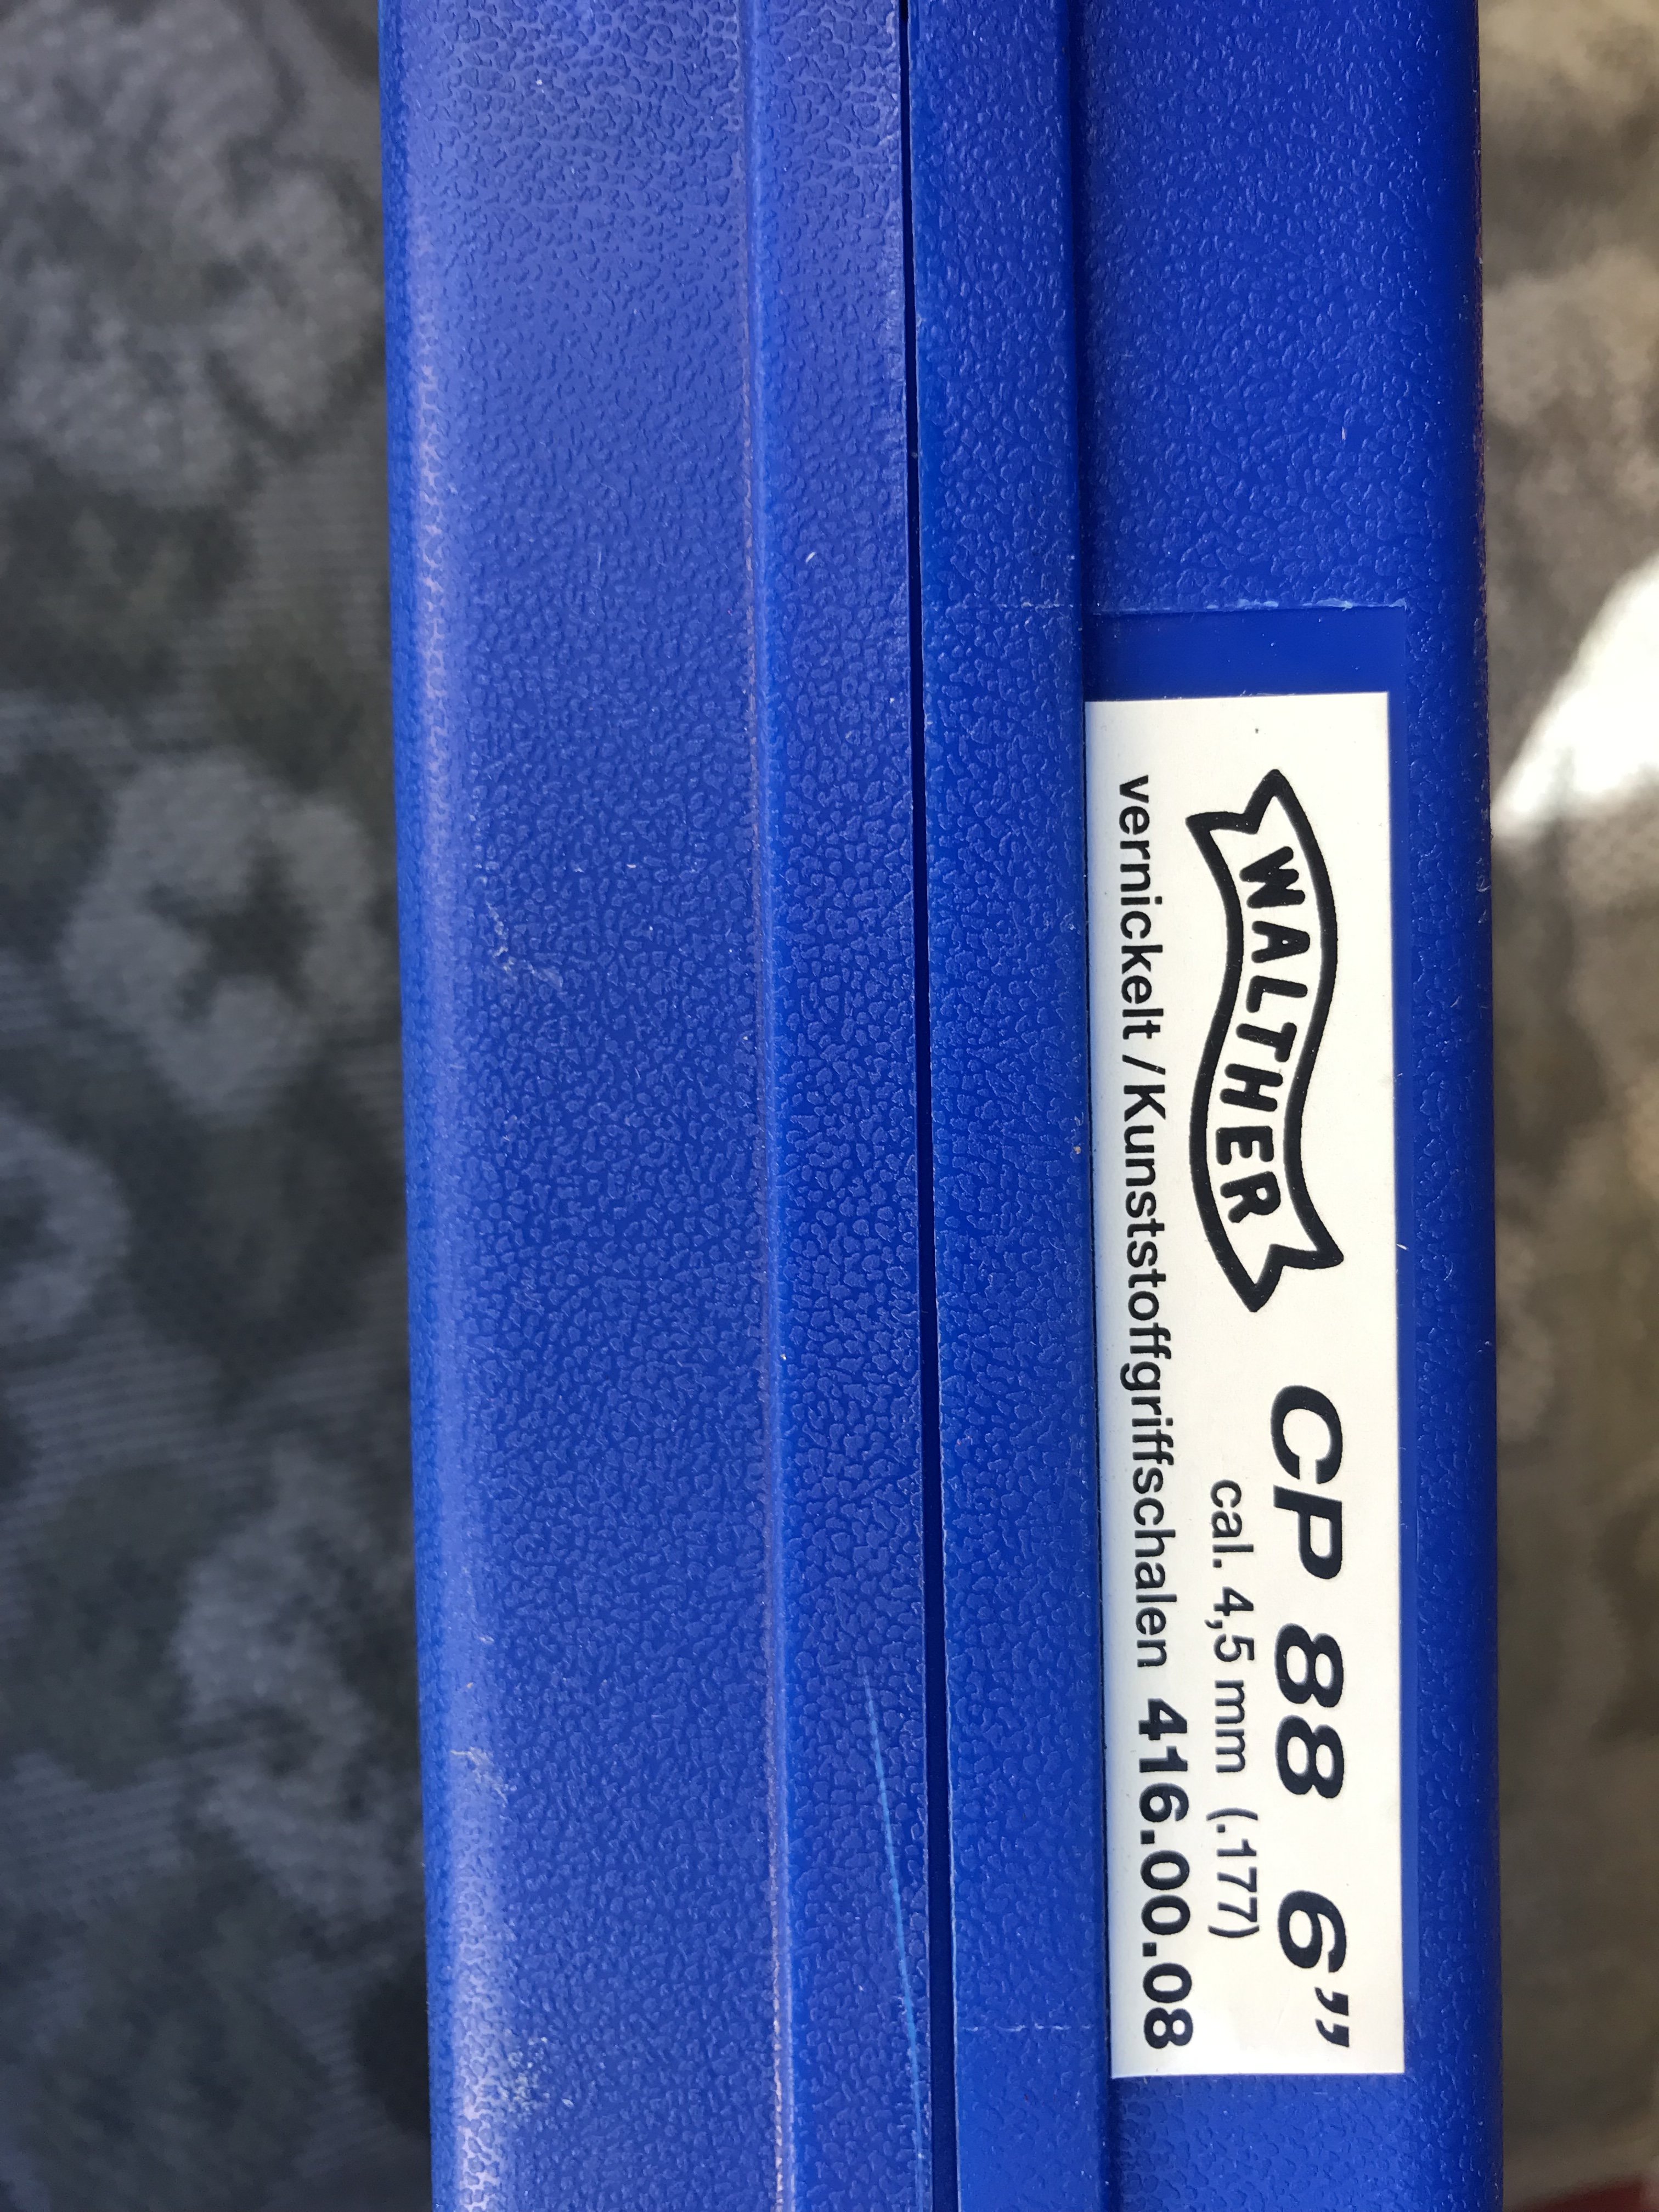 WALTHER CP 88 6”
cal. 4,5 mm (.177)
vernickelt / Kunststoffgriffschalen 416.00.08